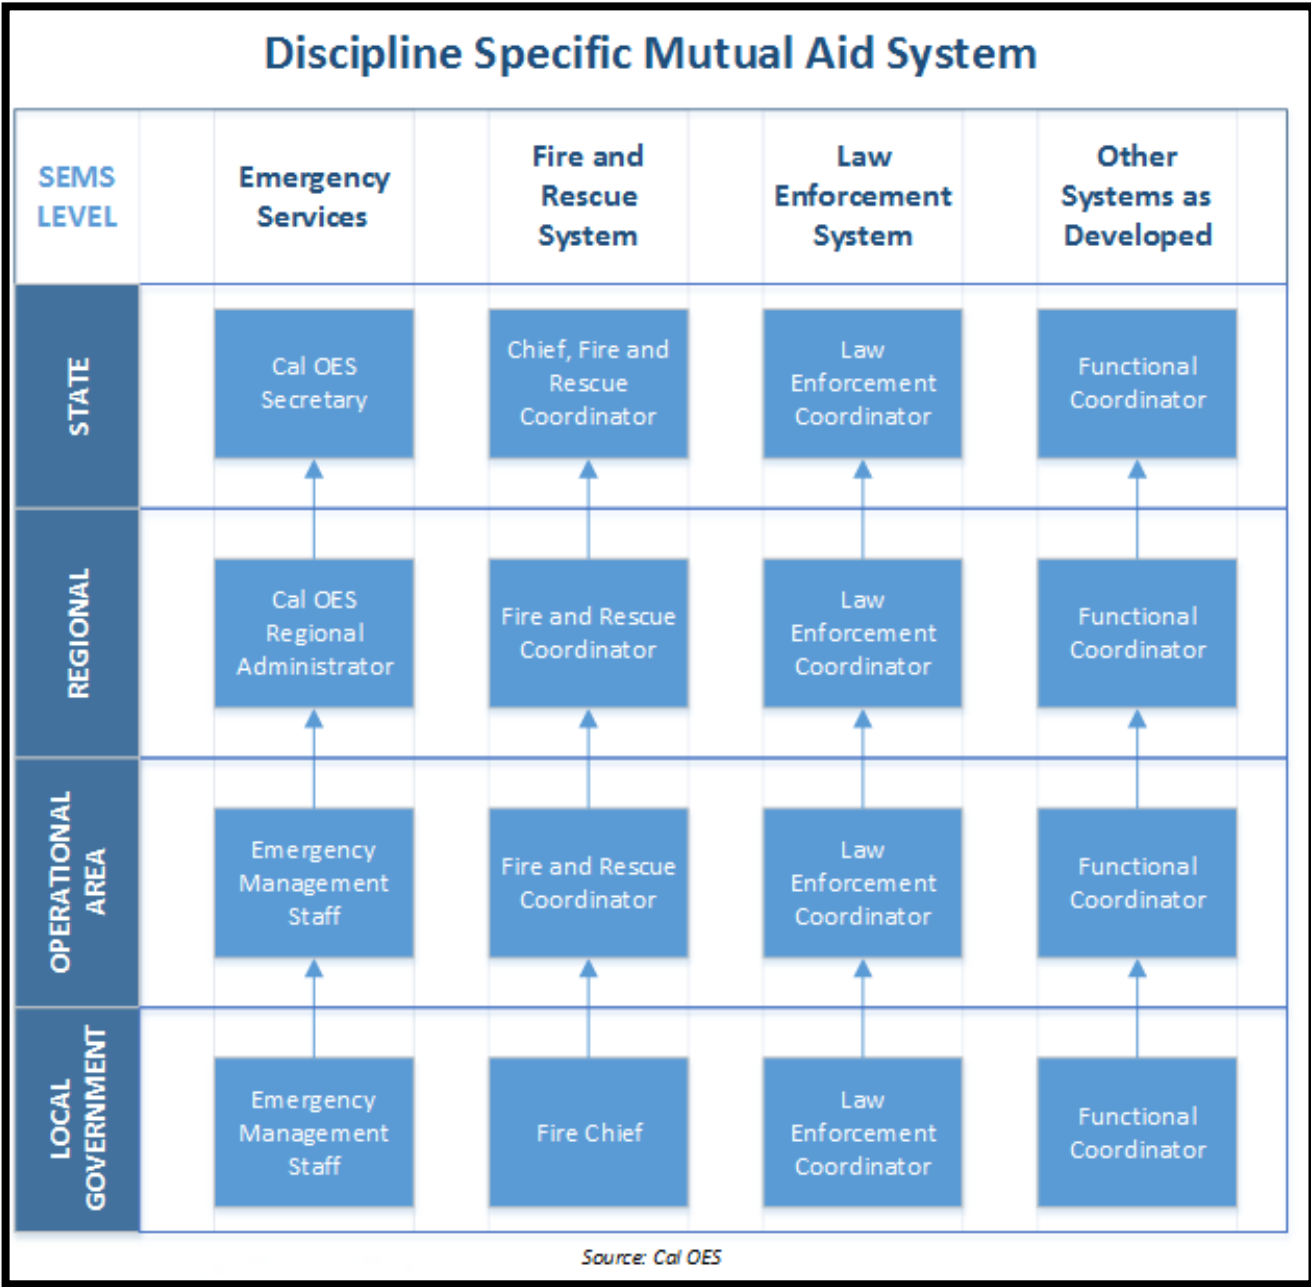 Discipline Specific Mutual Aid System
SEMS
LEVEL
Emergency
Services
Fire and
Rescue
System
Law
Enforcement
System
Other
Systems as
Developed
STATE
Cal OES
Secretary
Chief, Fire and
Rescue
Coordinator
Law
Enforcement
Coordinator
Functional
Coordinator
REGIONAL
Cal OES
Regional
Administrator
Fire and Rescue
Coordinator
Law
Enforcement
Coordinator
Functional
Coordinator
OPERATIONAL
AREA
Emergency
Management
Staff
Fire and Rescue
Coordinator
Law
Enforcement
Coordinator
Functional
Coordinator
LOCAL
GOVERNMENT
Emergency
Management
Staff
Fire Chief
Law
Enforcement
Coordinator
Functional
Coordinator
Source: Cal OES